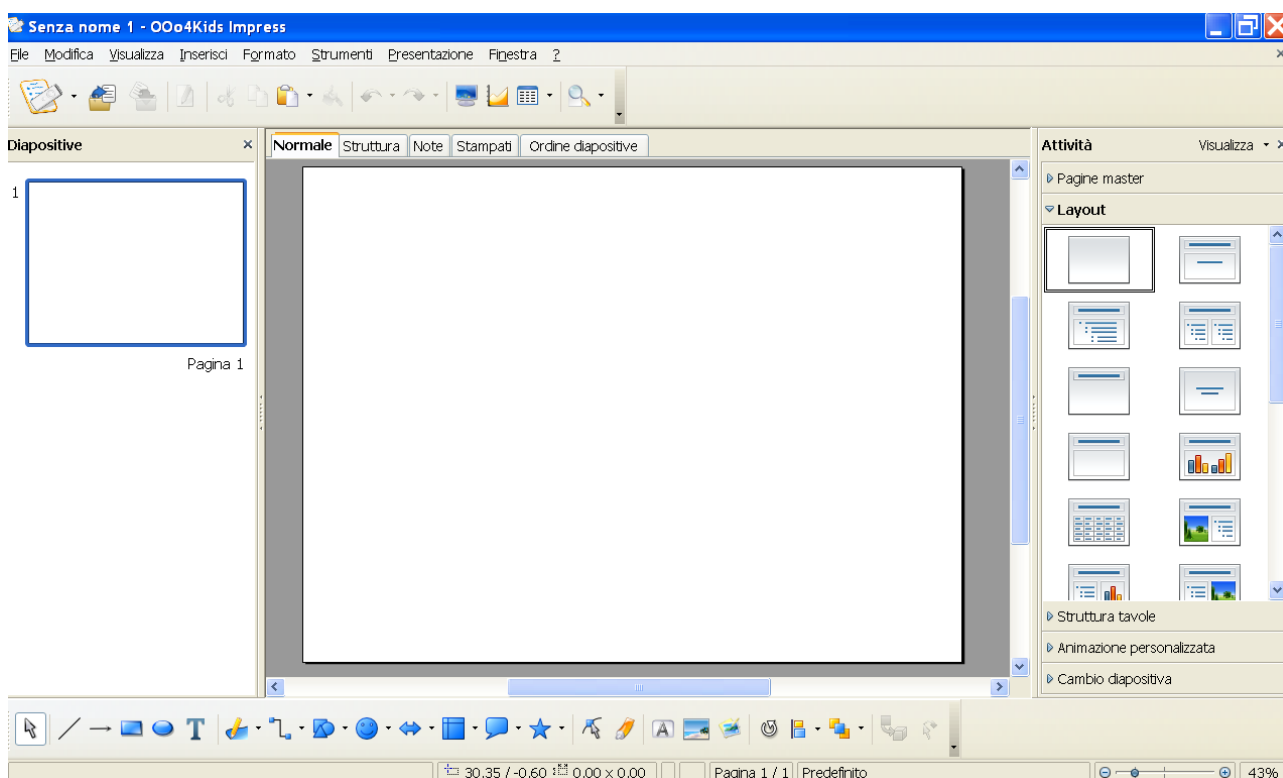 Senza nome 1 - OOo4Kids Impress
File Modifica Visualizza Inserisci Formato Strumenti Presentazione Finestra ?
Diapositive
Normale Struttura Note Stampati Ordine diapositive
Attività Visualizza
1
Pagina 1
Pagine master
Layout
Struttura tavole
Animazione personalizzata
Cambio diapositiva
30,35 / -0,60 0,00 x 0,00 Pagina 1 / 1 Predefinito 43%